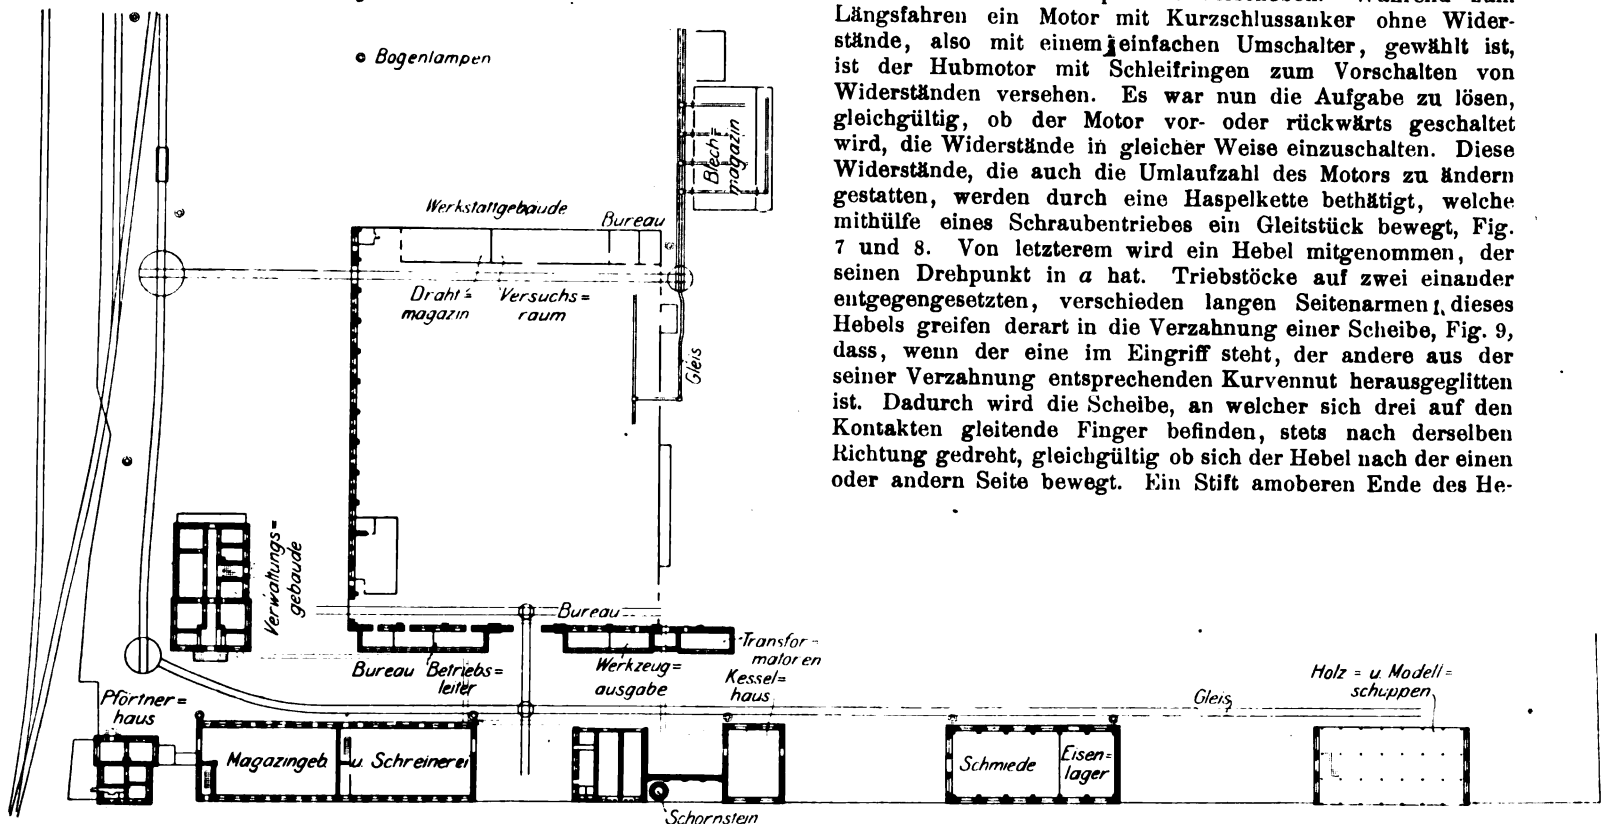 Bogenlampen
Blech=
magazin
Werkstattgebäude
Bureau
Draht=
magazin
Versuchs=
raum
Gleis
Verwaltungs=
gebäude
Bureau
Bureau
Betriebs=
leiter
Werkzeug=
ausgabe
Transfor=
matoren
Kessel=
haus
Pförtner=
haus
Magazingeb.
u. Schreinerei
Schornstein
Schmiede
Eisen=
lager
Gleis
Holz= u. Modell=
schuppen
Längsfahren ein Motor mit Kurzschlussanker ohne Wider-
stände, also mit einem einfachen Umschalter, gewählt ist,
ist der Hubmotor mit Schleifringen zum Vorschalten von
Widerständen versehen. Es war nun die Aufgabe zu lösen,
gleichgültig, ob der Motor vor- oder rückwärts geschaltet
wird, die Widerstände in gleicher Weise einzuschalten. Diese
Widerstände, die auch die Umlaufzahl des Motors zu ändern
gestatten, werden durch eine Haspelkette bethätigt, welche
mithülfe eines Schraubentriebes ein Gleitstück bewegt, Fig.
7 und 8. Von letzterem wird ein Hebel mitgenommen, der
seinen Drehpunkt in a hat. Triebstöcke auf zwei einander
entgegengesetzten, verschieden langen Seitenarmen dieses
Hebels greifen derart in die Verzahnung einer Scheibe, Fig. 9,
dass, wenn der eine im Eingriff steht, der andere aus der
seiner Verzahnung entsprechenden Kurvennut herausgeglitten
ist. Dadurch wird die Scheibe, an welcher sich drei auf den
Kontakten gleitende Finger befinden, stets nach derselben
Richtung gedreht, gleichgültig ob sich der Hebel nach der einen
oder andern Seite bewegt. Ein Stift amoberen Ende des He-